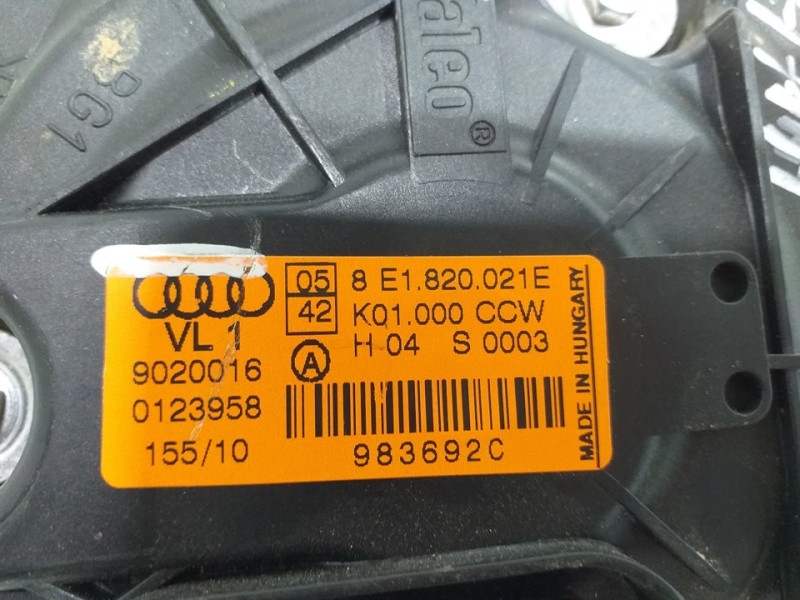 BG1
aleo®
05
42
8 E1.820.021E
K01.000 CCW
H 04 S 0003
VL 1
A
9020016
0123958
155/10
983692C
MADE IN HUNGARY